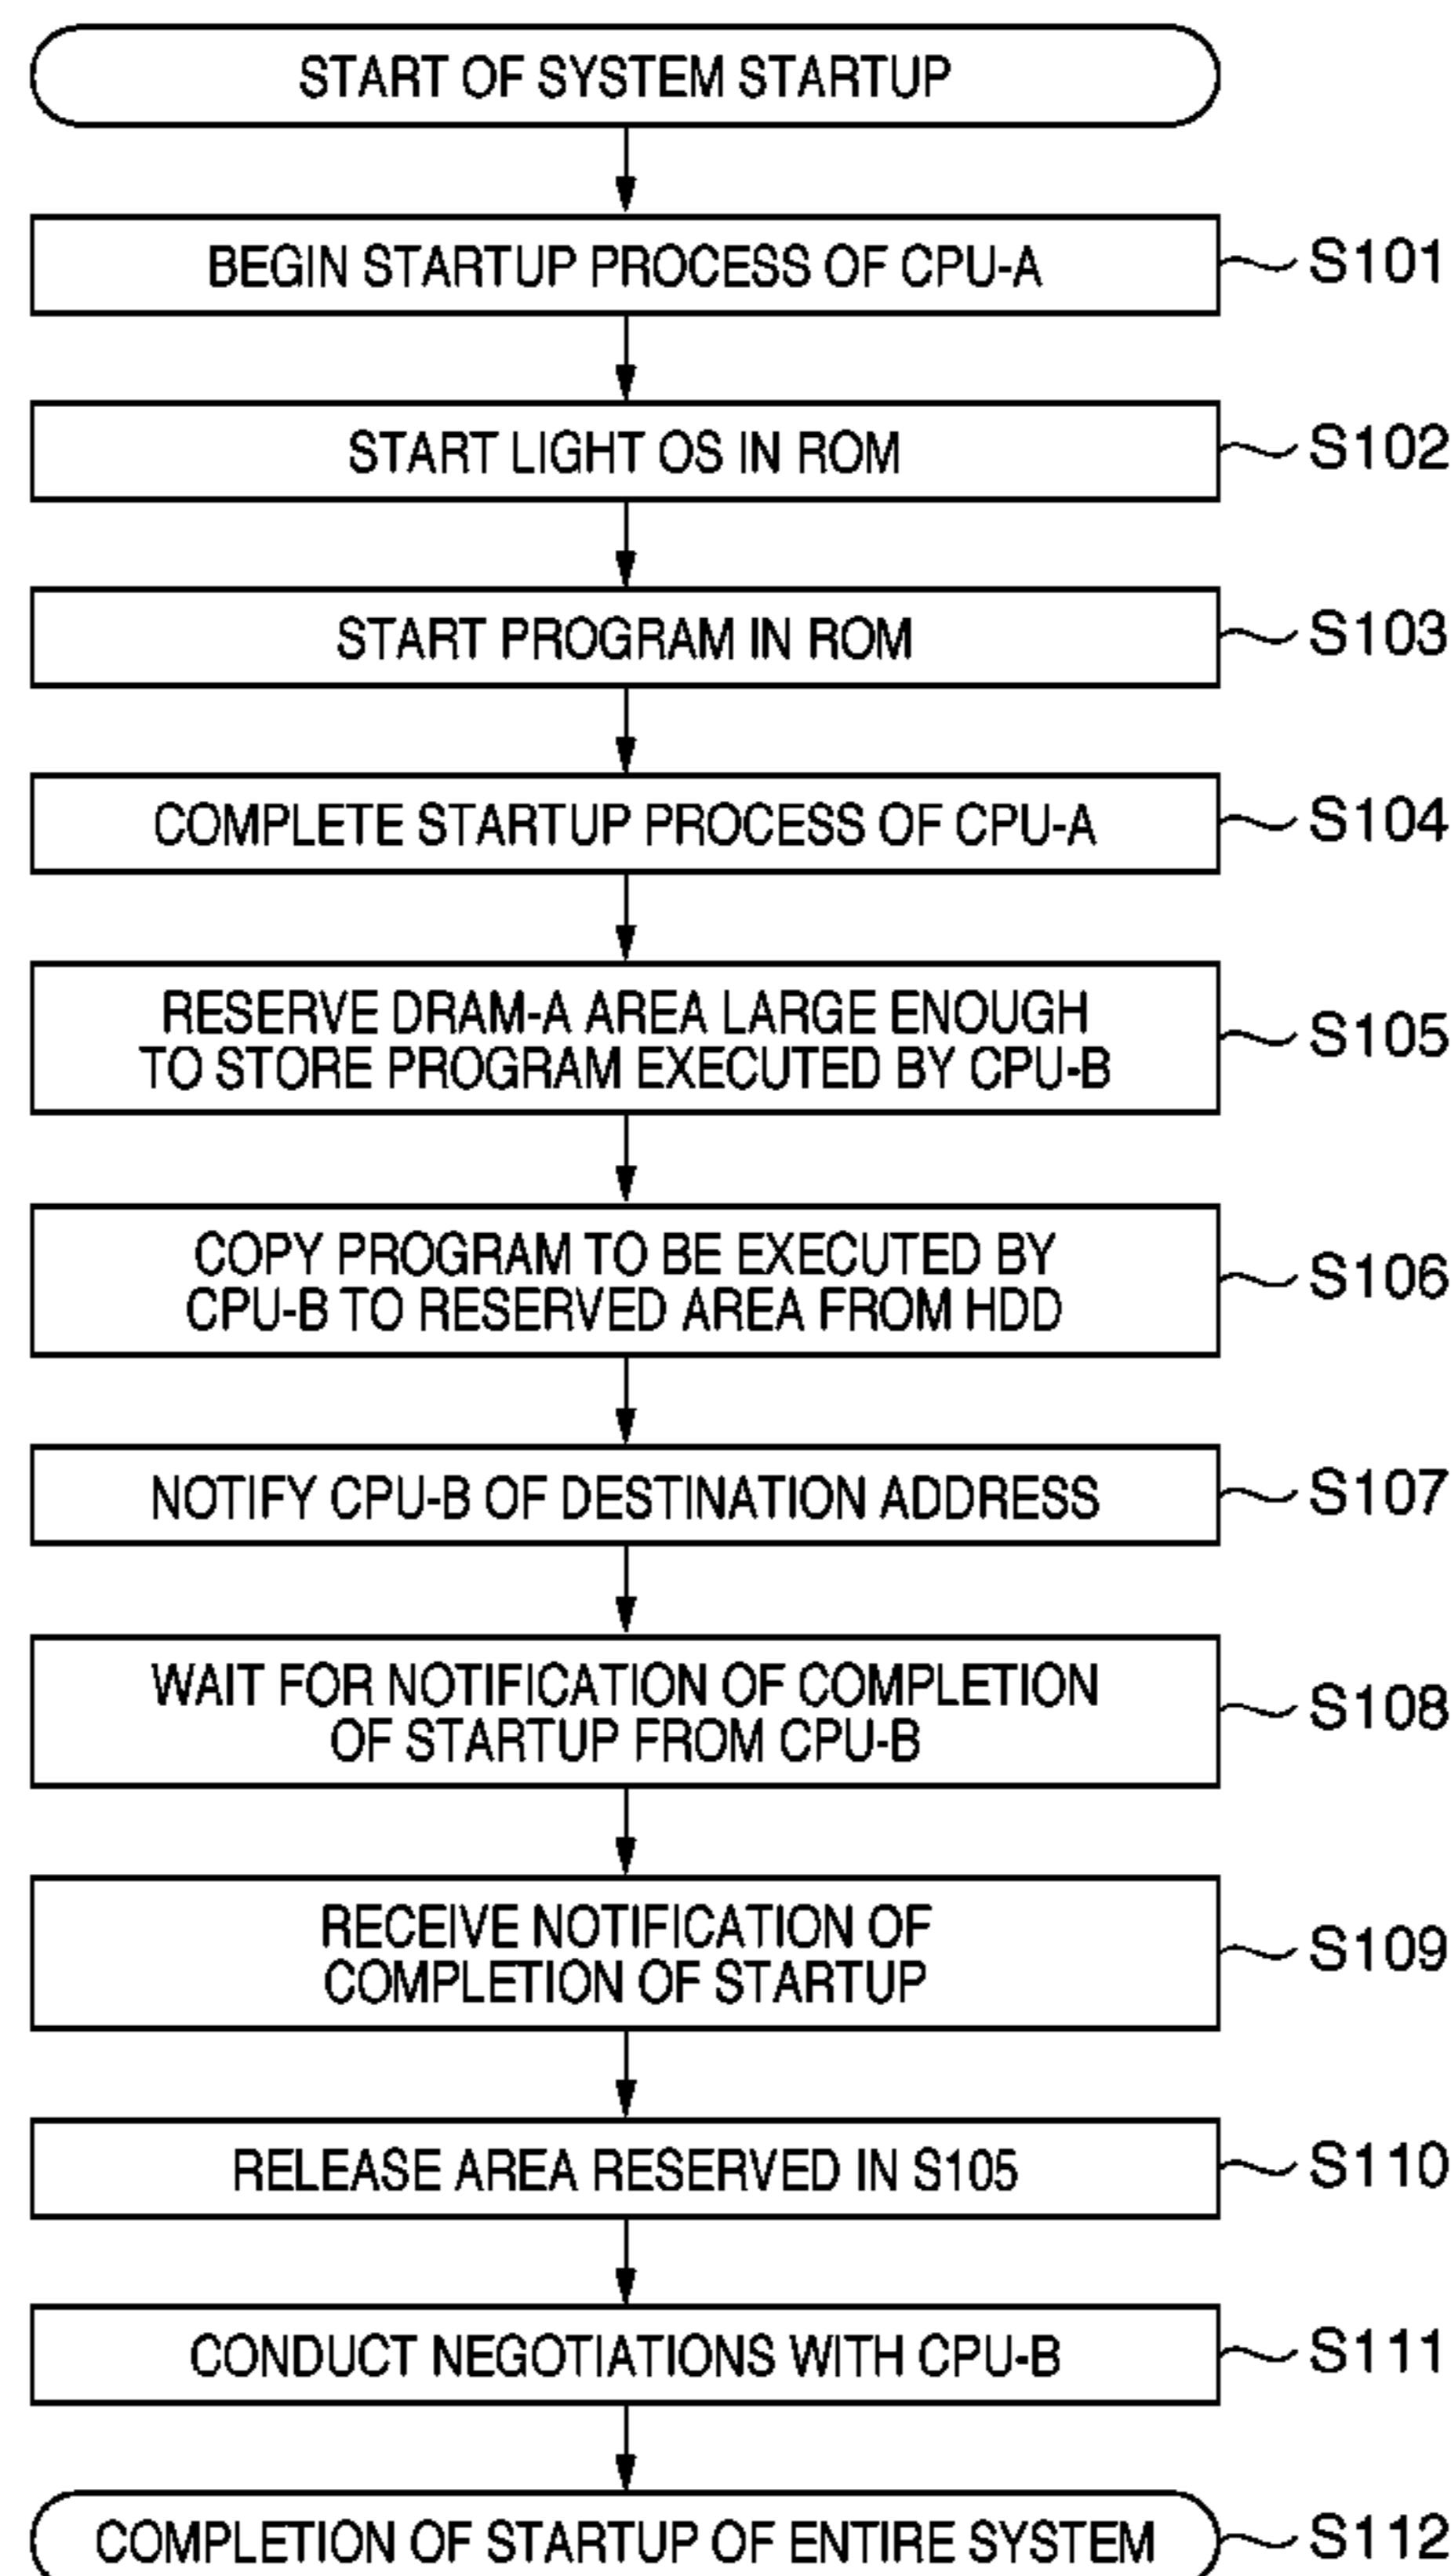 START OF SYSTEM STARTUP
BEGIN STARTUP PROCESS OF CPU-A
S101
START LIGHT OS IN ROM
S102
START PROGRAM IN ROM
S103
COMPLETE STARTUP PROCESS OF CPU-A
S104
RESERVE DRAM-A AREA LARGE ENOUGH
TO STORE PROGRAM EXECUTED BY CPU-B
S105
COPY PROGRAM TO BE EXECUTED BY
CPU-B TO RESERVED AREA FROM HDD
S106
NOTIFY CPU-B OF DESTINATION ADDRESS
S107
WAIT FOR NOTIFICATION OF COMPLETION
OF STARTUP FROM CPU-B
S108
RECEIVE NOTIFICATION OF
COMPLETION OF STARTUP
S109
RELEASE AREA RESERVED IN S105
S110
CONDUCT NEGOTIATIONS WITH CPU-B
S111
COMPLETION OF STARTUP OF ENTIRE SYSTEM
S112